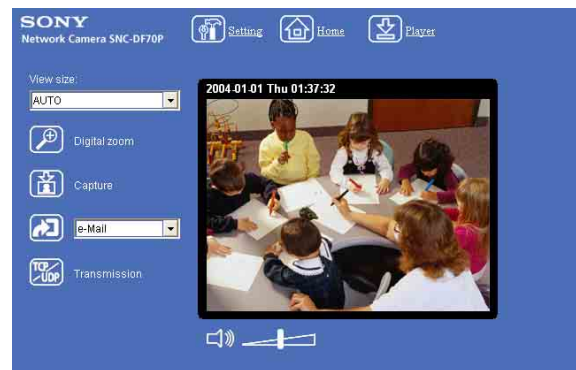 SONY
Network Camera SNC-DF70P
Setting
Home
Player
View size:
AUTO
2004-01-01 Thu 01:37:32
Digital zoom
Capture
e-Mail
TCP/UDP
Transmission